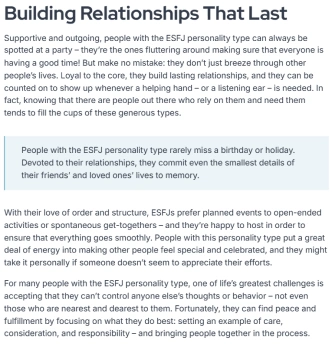 Building Relationships That Last
Supportive and outgoing, people with the ESFJ personality type can always be
spotted at a party – they're the ones fluttering around making sure that everyone is
having a good time! But make no mistake: they don't just breeze through other
people's lives. Loyal to the core, they build lasting relationships, and they can be
counted on to show up whenever a helping hand – or a listening ear – is needed. In
fact, knowing that there are people out there who rely on them and need them
tends to fill the cups of these generous types.
People with the ESFJ personality type rarely miss a birthday or holiday.
Devoted to their relationships, they commit even the smallest details of
their friends' and loved ones' lives to memory.
With their love of order and structure, ESFJs prefer planned events to open-ended
activities or spontaneous get-togethers – and they're happy to host in order to
ensure that everything goes smoothly. People with this personality type put a great
deal of energy into making other people feel special and celebrated, and they might
take it personally if someone doesn't seem to appreciate their efforts.
For many people with the ESFJ personality type, one of life's greatest challenges is
accepting that they can't control anyone else's thoughts or behavior – not even
those who are nearest and dearest to them. Fortunately, they can find peace and
fulfillment by focusing on what they do best: setting an example of care,
consideration, and responsibility – and bringing people together in the process.